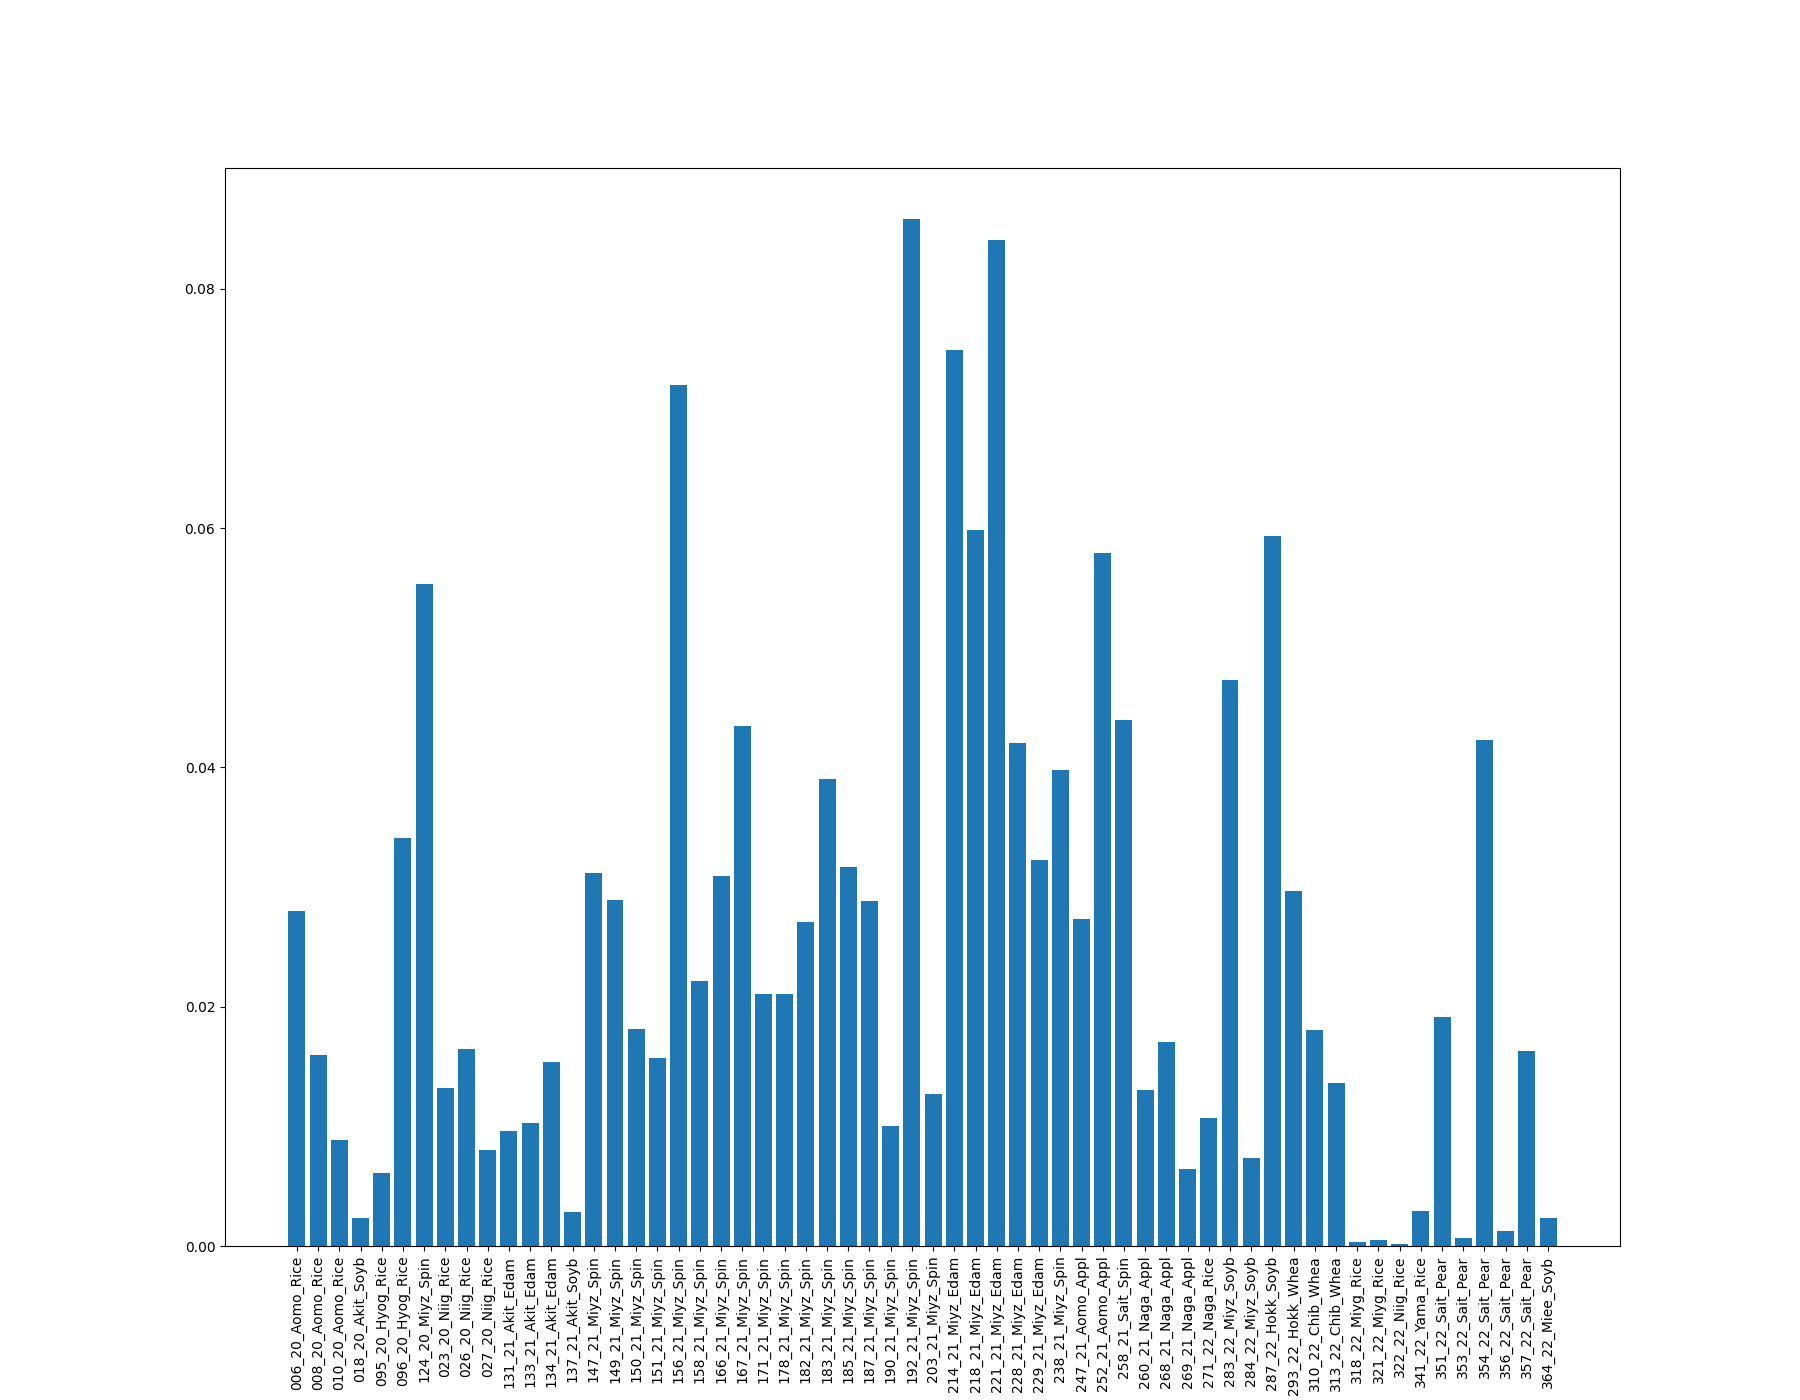 0.08
0.06
0.04
0.02
0.00
006_20_Aomo_Rice
008_20_Aomo_Rice
010_20_Aomo_Rice
018_20_Akit_Soyb
095_20_Hyog_Rice
096_20_Hyog_Rice
124_20_Miyz_Spin
023_20_Niig_Rice
026_20_Niig_Rice
027_20_Niig_Rice
131_21_Akit_Edam
133_21_Akit_Edam
134_21_Akit_Edam
137_21_Akit_Soyb
147_21_Miyz_Spin
149_21_Miyz_Spin
150_21_Miyz_Spin
151_21_Miyz_Spin
156_21_Miyz_Spin
158_21_Miyz_Spin
166_21_Miyz_Spin
167_21_Miyz_Spin
171_21_Miyz_Spin
178_21_Miyz_Spin
182_21_Miyz_Spin
183_21_Miyz_Spin
185_21_Miyz_Spin
187_21_Miyz_Spin
190_21_Miyz_Spin
192_21_Miyz_Spin
203_21_Miyz_Spin
214_21_Miyz_Edam
218_21_Miyz_Edam
221_21_Miyz_Edam
228_21_Miyz_Edam
229_21_Miyz_Edam
238_21_Miyz_Spin
247_21_Aomo_Appl
252_21_Aomo_Appl
258_21_Sait_Spin
260_21_Naga_Appl
268_21_Naga_Appl
269_21_Naga_Appl
271_22_Naga_Rice
283_22_Miyz_Soyb
284_22_Miyz_Soyb
287_22_Hokk_Soyb
293_22_Hokk_Whea
310_22_Chib_Whea
313_22_Chib_Whea
318_22_Miyg_Rice
321_22_Miyg_Rice
322_22_Niig_Rice
341_22_Yama_Rice
351_22_Sait_Pear
353_22_Sait_Pear
354_22_Sait_Pear
356_22_Sait_Pear
357_22_Sait_Pear
364_22_Miee_Soyb